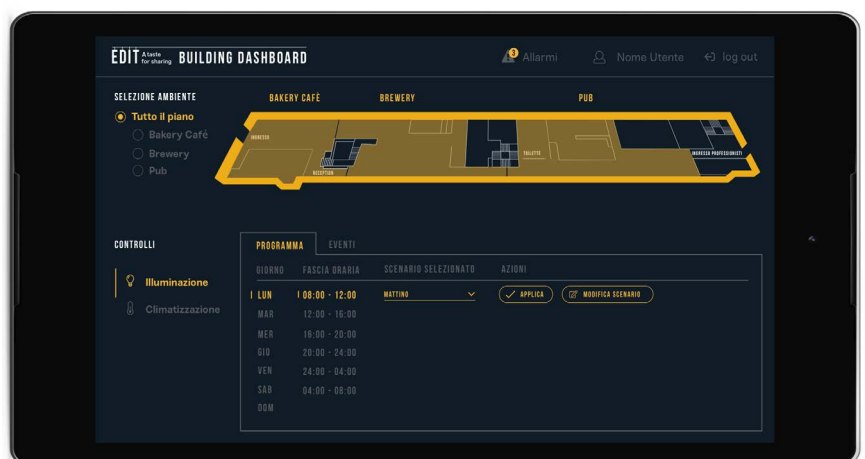 EDIT A taste for sharing BUILDING DASHBOARD
3 Allarmi
Nome Utente
log out
SELEZIONE AMBIENTE
Tutto il piano
Bakery Café
Brewery
Pub
BAKERY CAFÈ
BREWERY
PUB
INGRESSO
RECEPTION
TOILETTE
INGRESSO PROFESSIONISTI
CONTROLLI
Illuminazione
Climatizzazione
PROGRAMMA EVENTI
GIORNO FASCIA ORARIA SCENARIO SELEZIONATO AZIONI
LUN 08:00 - 12:00 MATTINO APPLICA MODIFICA SCENARIO
MAR 12:00 - 16:00
MER 16:00 - 20:00
GIO 20:00 - 24:00
VEN 24:00 - 04:00
SAB 04:00 - 08:00
DOM